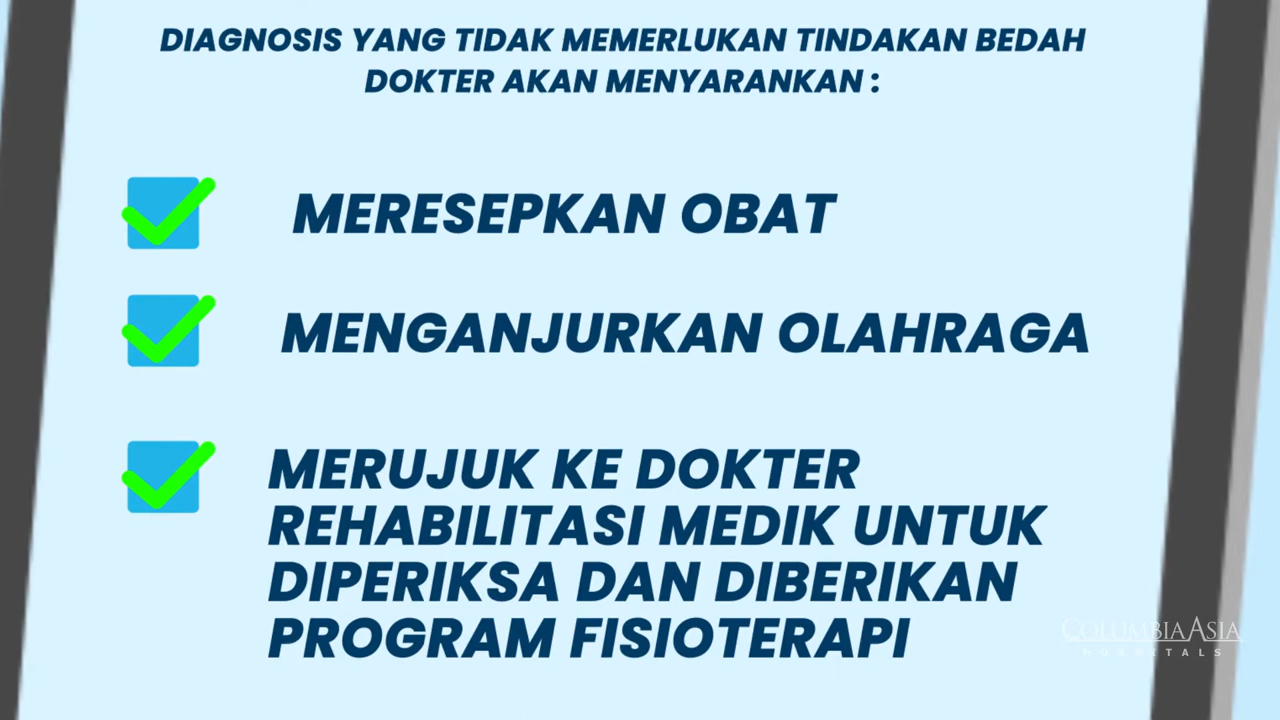 DIAGNOSIS YANG TIDAK MEMERLUKAN TINDAKAN BEDAH
DOKTER AKAN MENYARANKAN :
MERESEPKAN OBAT
MENGANJURKAN OLAHRAGA
MERUJUK KE DOKTER
REHABILITASI MEDIK UNTUK
DIPERIKSA DAN DIBERIKAN
PROGRAM FISIOTERAPI
COLUMBIA ASIA
HOSPITALS